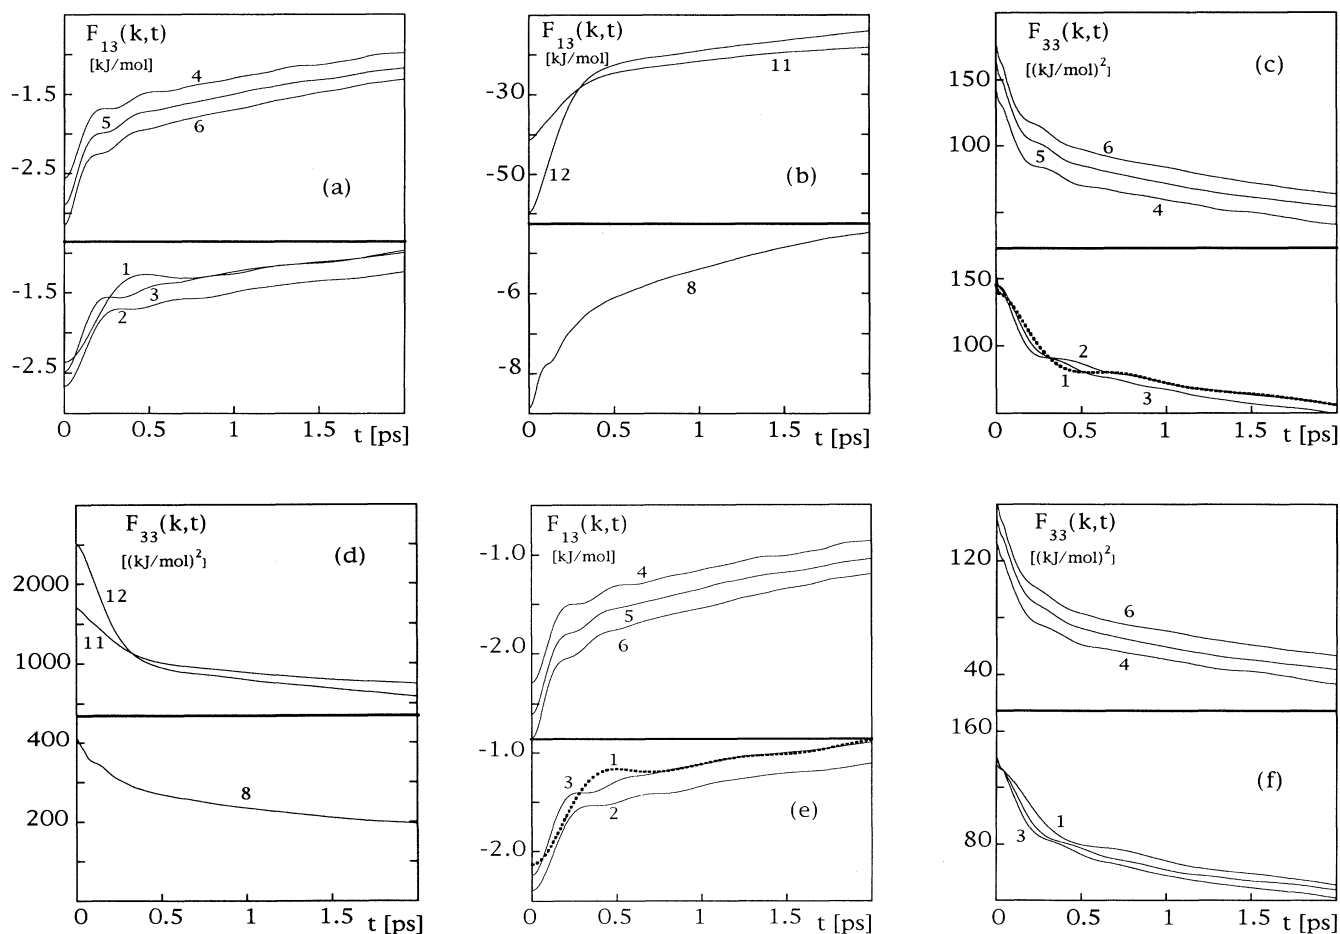 F13(k,t)
[kJ/mol]
4
-1.5
5
6
-2.5
(a)
1
-1.5
3
2
-2.5
0 0.5 1 1.5 t [ps]
F13(k,t)
[kJ/mol]
11
-30
-50
12
(b)
8
-6
-8
0 0.5 1 1.5 t [ps]
F33(k,t)
[(kJ/mol)2]
(c)
150
6
100
5
4
150
2
100
1
3
0 0.5 1 1.5 t [ps]
F33(k,t)
[(kJ/mol)2]
(d)
2000
12
11
1000
400
8
200
0 0.5 1 1.5 t [ps]
F13(k,t)
[kJ/mol]
-1.0
4
5
-2.0
6
-1.0
1
3
2
(e)
-2.0
0 0.5 1 1.5 t [ps]
F33(k,t)
[(kJ/mol)2]
120
6
40
4
160
(f)
1
80
3
0 0.5 1 1.5 t [ps]